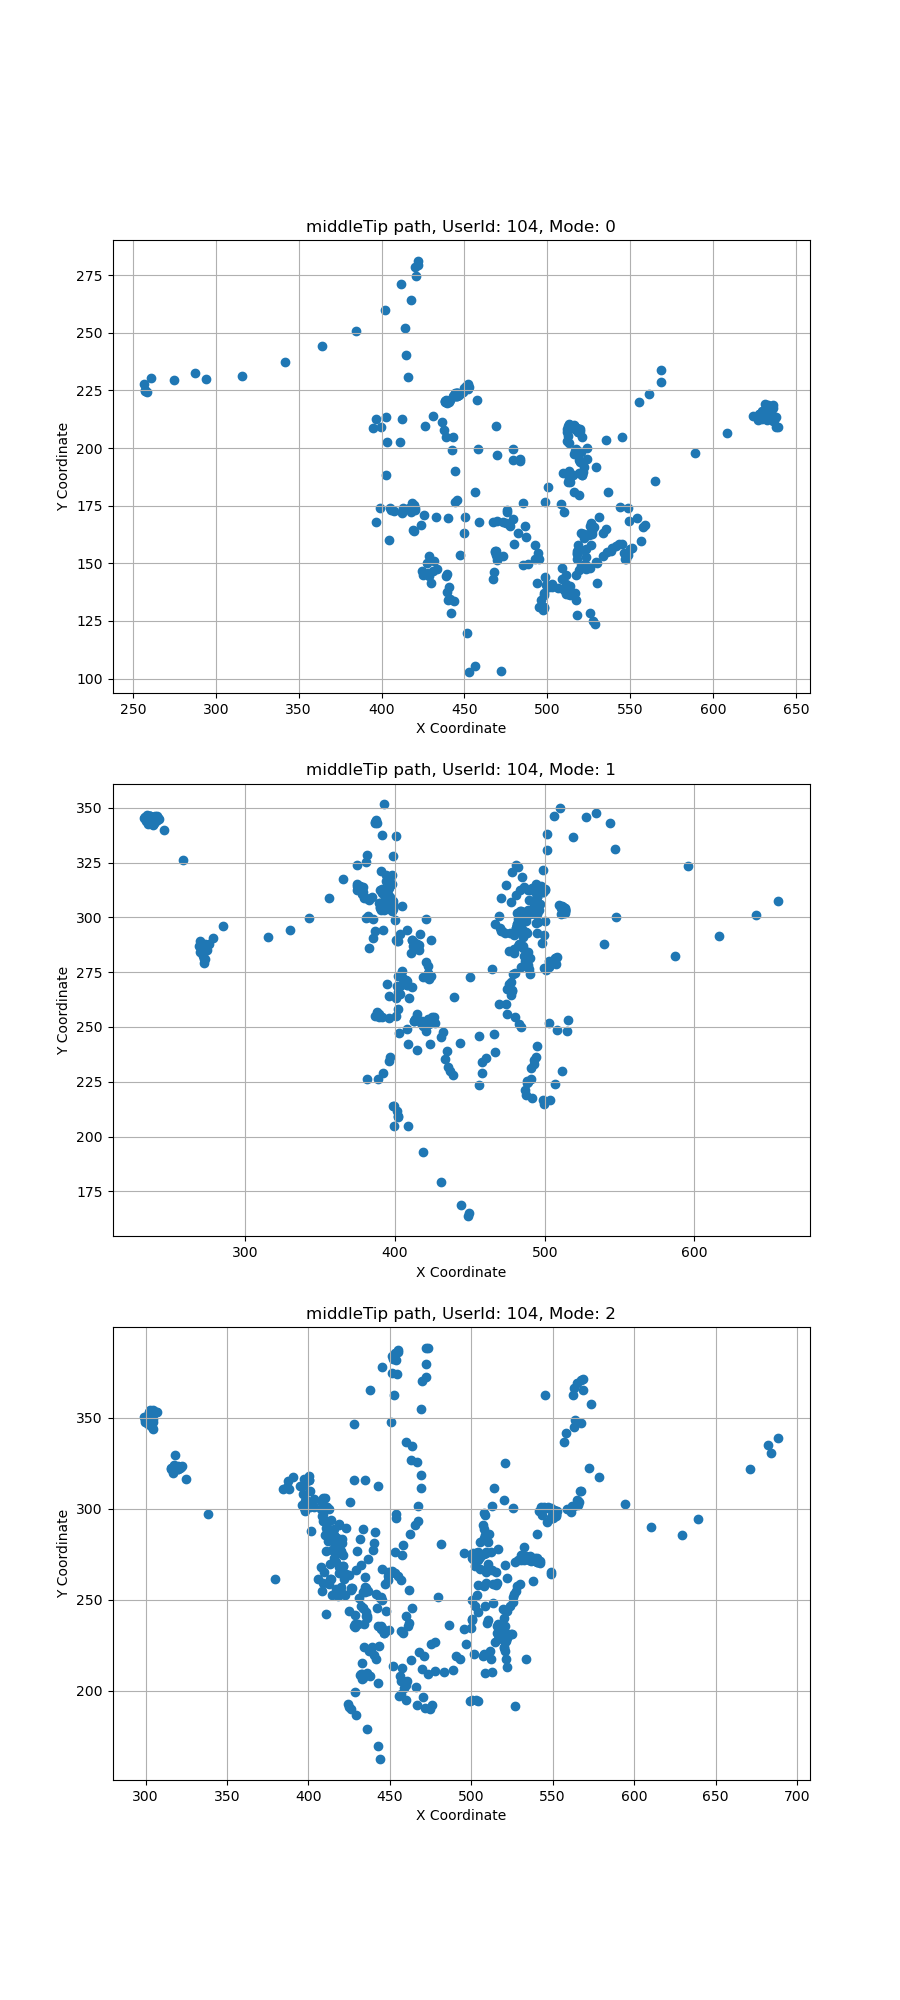 middleTip path, UserId: 104, Mode: 0
275
250
225
200
175
150
125
100
Y Coordinate
250 300 350 400 450 500 550 600 650
X Coordinate
middleTip path, UserId: 104, Mode: 1
350
325
300
275
250
225
200
175
Y Coordinate
300 400 500 600
X Coordinate
middleTip path, UserId: 104, Mode: 2
350
300
250
200
Y Coordinate
300 350 400 450 500 550 600 650 700
X Coordinate